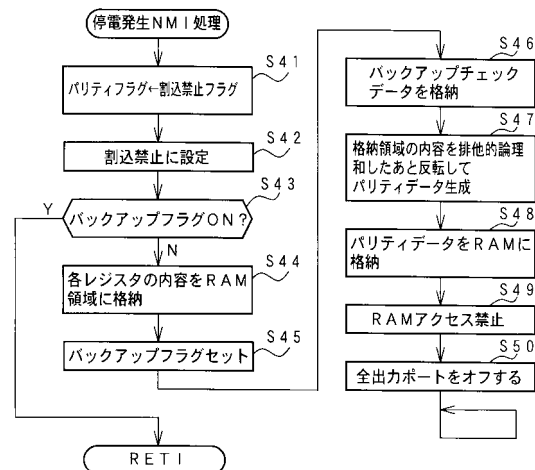 停電発生NMI処理
S41
パリティフラグ←割込禁止フラグ
S42
割込禁止に設定
S43
Y
バックアップフラグON?
N
S44
各レジスタの内容をRAM
領域に格納
S45
バックアップフラグセット
RETI
S46
バックアップチェック
データを格納
S47
格納領域の内容を排他的論理
和したあと反転して
パリティデータ生成
S48
パリティデータをRAMに
格納
S49
RAMアクセス禁止
S50
全出力ポートをオフする